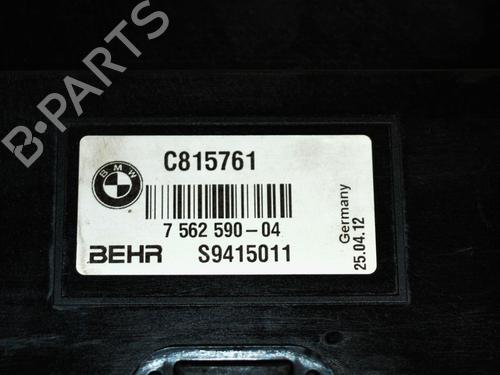 B-PARTS
BMW
C815761
7 562 590-04
BEHR S9415011
Germany
25.04.12